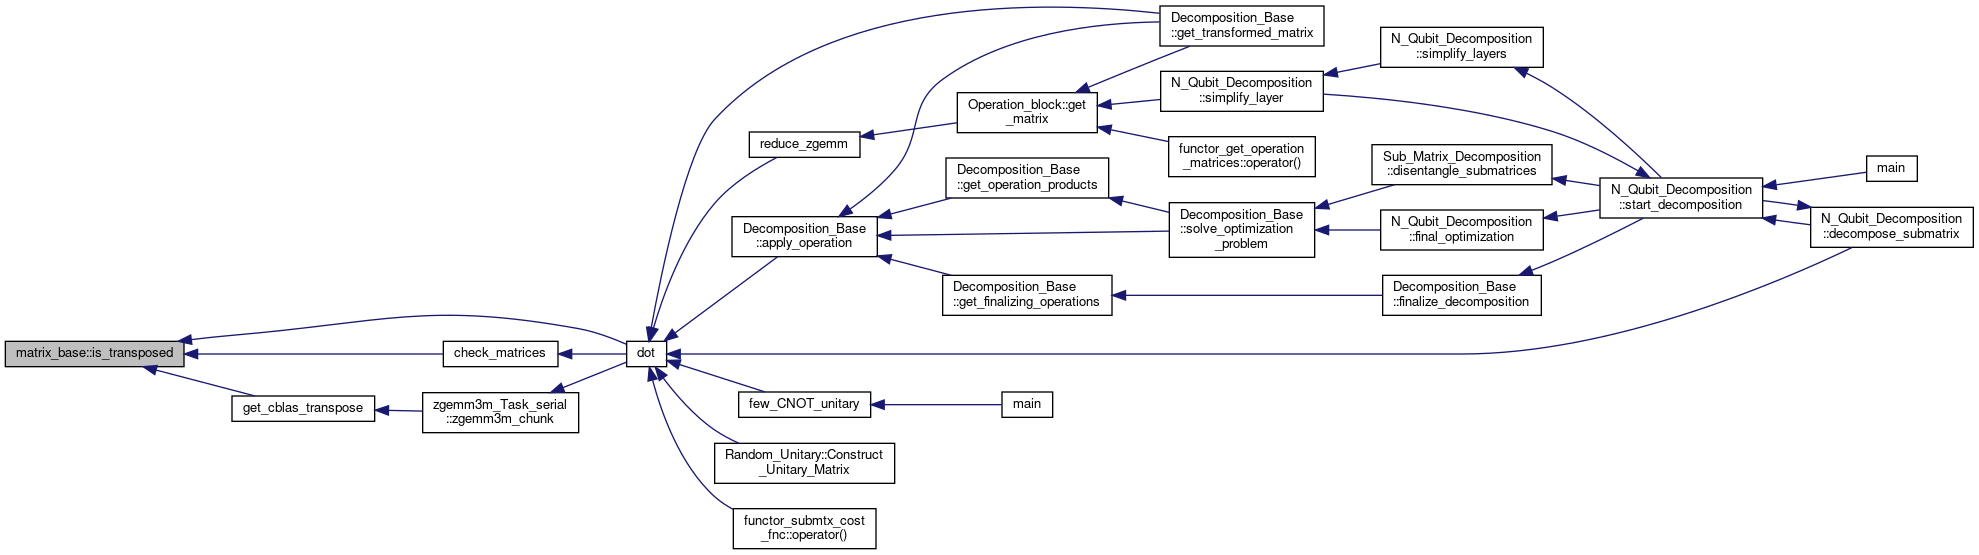 matrix_base::is_transposed
check_matrices
get_cblas_transpose
zgemm3m_Task_serial
::zgemm3m_chunk
dot
Decomposition_Base
::get_transformed_matrix
reduce_zgemm
Operation_block::get
_matrix
Decomposition_Base
::apply_operation
Decomposition_Base
::get_operation_products
Decomposition_Base
::get_finalizing_operations
few_CNOT_unitary
main
Random_Unitary::Construct
_Unitary_Matrix
functor_submtx_cost
_fnc::operator()
N_Qubit_Decomposition
::simplify_layer
functor_get_operation
_matrices::operator()
Decomposition_Base
::solve_optimization
_problem
N_Qubit_Decomposition
::simplify_layers
Sub_Matrix_Decomposition
::disentangle_submatrices
N_Qubit_Decomposition
::final_optimization
Decomposition_Base
::finalize_decomposition
N_Qubit_Decomposition
::start_decomposition
main
N_Qubit_Decomposition
::decompose_submatrix